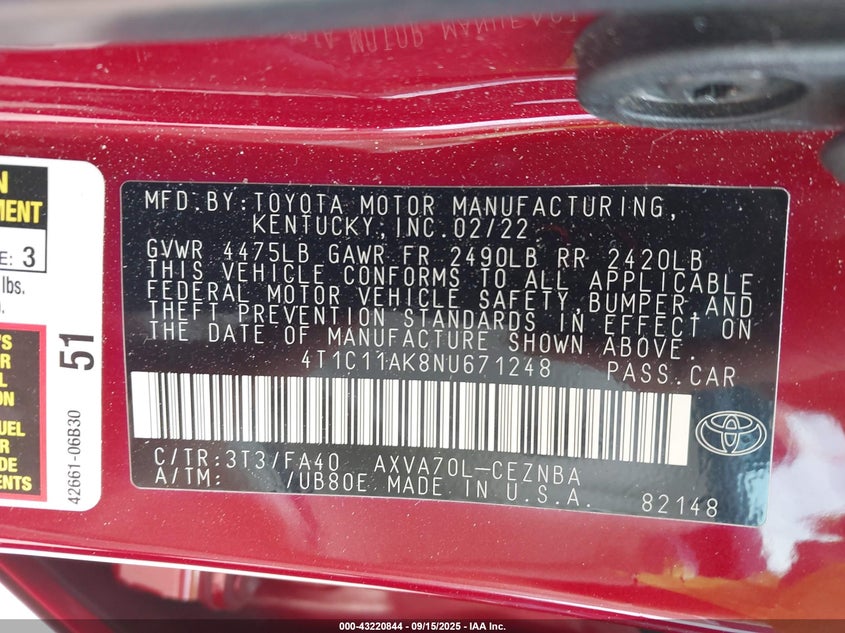 MFD.BY:TOYOTA MOTOR MANUFACTURING,
KENTUCKY, INC.02/22
GVWR 4475LB GAWR FR 2490LB RR 2420LB
THIS VEHICLE CONFORMS TO ALL APPLICABLE
FEDERAL MOTOR VEHICLE SAFETY,BUMPER,AND
THEFT PREVENTION STANDARDS IN EFFECT ON
THE DATE OF MANUFACTURE SHOWN ABOVE.
4T1C11AK8NU671248 PASS.CAR
C/TR:3T3/FA40 AXVA70L-CEZNBA
A/TM: /UB80E MADE IN U.S.A. 82148
E: 3
lbs.
51
42661-06B30
000-43220844 - 09/15/2025 - IAA Inc.